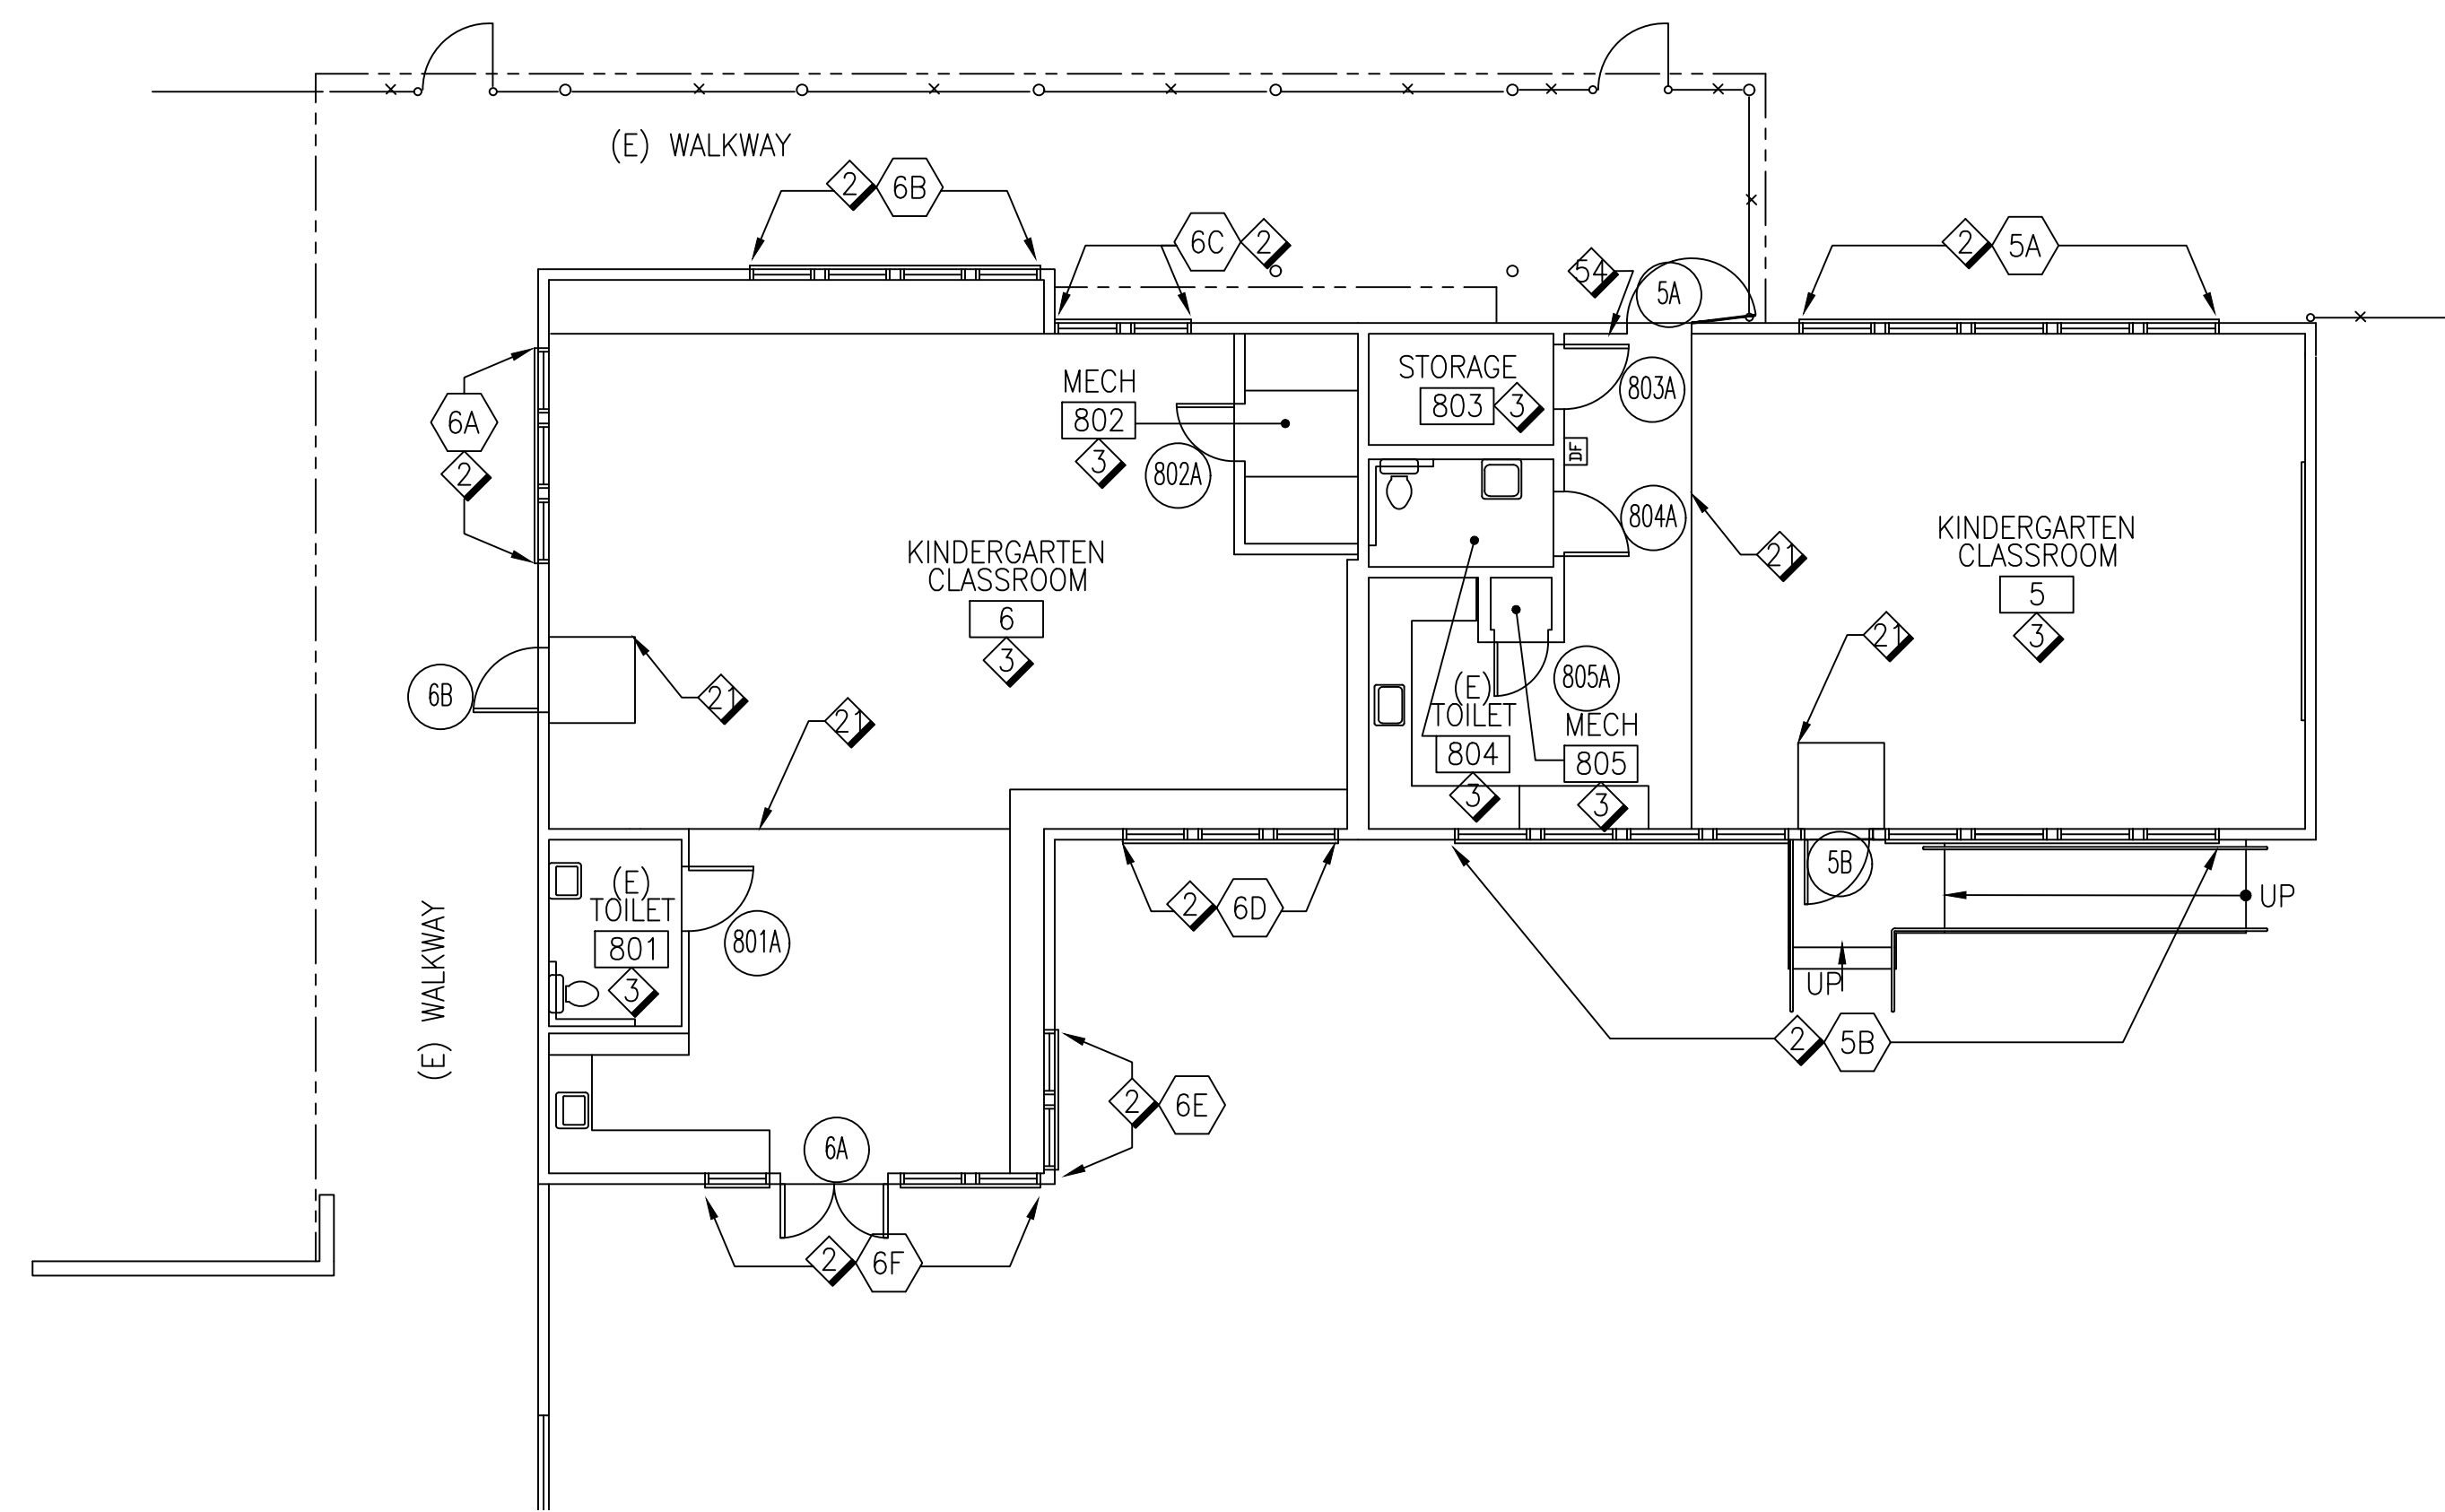 (E) WALKWAY
2 6B
6C 2
54
5A
2 5A
6A
2
MECH
802
3
802A
STORAGE
803
3
803A
DF
804A
21
KINDERGARTEN
CLASSROOM
6
3
KINDERGARTEN
CLASSROOM
5
3
6B
21
21
(E)
TOILET
804
3
805A
MECH
805
3
21
(E) WALKWAY
(E)
TOILET
801
3
801A
2 6D
5B
UP
UP
2 5B
2 6E
6A
2 6F